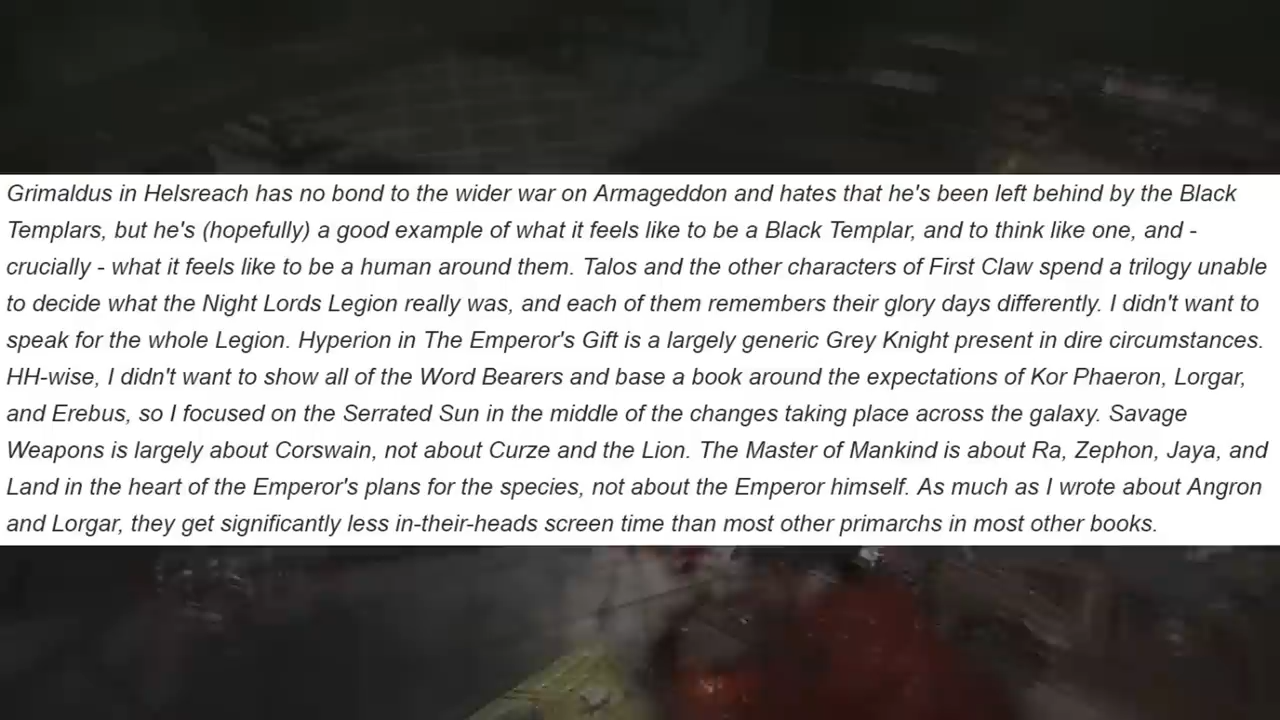 Grimaldus in Helsreach has no bond to the wider war on Armageddon and hates that he's been left behind by the Black
Templars, but he's (hopefully) a good example of what it feels like to be a Black Templar, and to think like one, and -
crucially - what it feels like to be a human around them. Talos and the other characters of First Claw spend a trilogy unable
to decide what the Night Lords Legion really was, and each of them remembers their glory days differently. I didn't want to
speak for the whole Legion. Hyperion in The Emperor's Gift is a largely generic Grey Knight present in dire circumstances.
HH-wise, I didn't want to show all of the Word Bearers and base a book around the expectations of Kor Phaeron, Lorgar,
and Erebus, so I focused on the Serrated Sun in the middle of the changes taking place across the galaxy. Savage
Weapons is largely about Corswain, not about Curze and the Lion. The Master of Mankind is about Ra, Zephon, Jaya, and
Land in the heart of the Emperor's plans for the species, not about the Emperor himself. As much as I wrote about Angron
and Lorgar, they get significantly less in-their-heads screen time than most other primarchs in most other books.